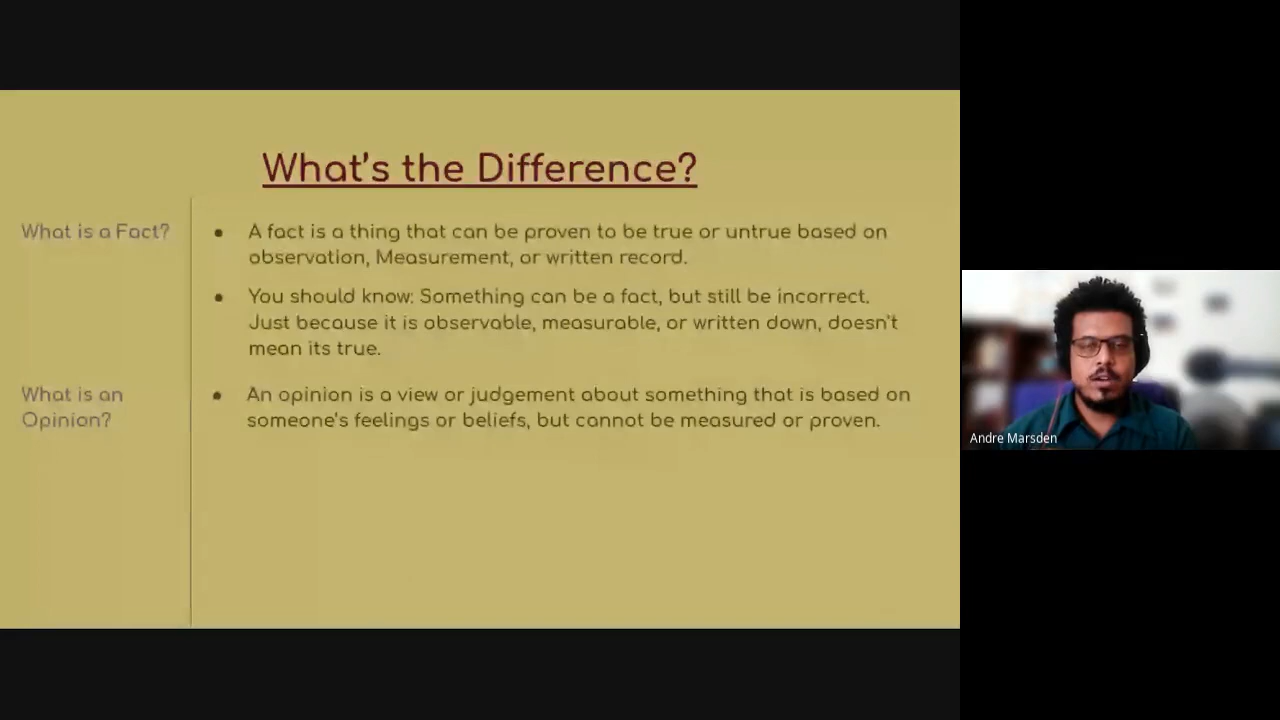 What's the Difference?
What is a Fact?
● A fact is a thing that can be proven to be true or untrue based on
observation, Measurement, or written record.
● You should know: Something can be a fact, but still be incorrect.
Just because it is observable, measurable, or written down, doesn't
mean its true.
What is an
Opinion?
● An opinion is a view or judgement about something that is based on
someone's feelings or beliefs, but cannot be measured or proven.
Andre Marsden